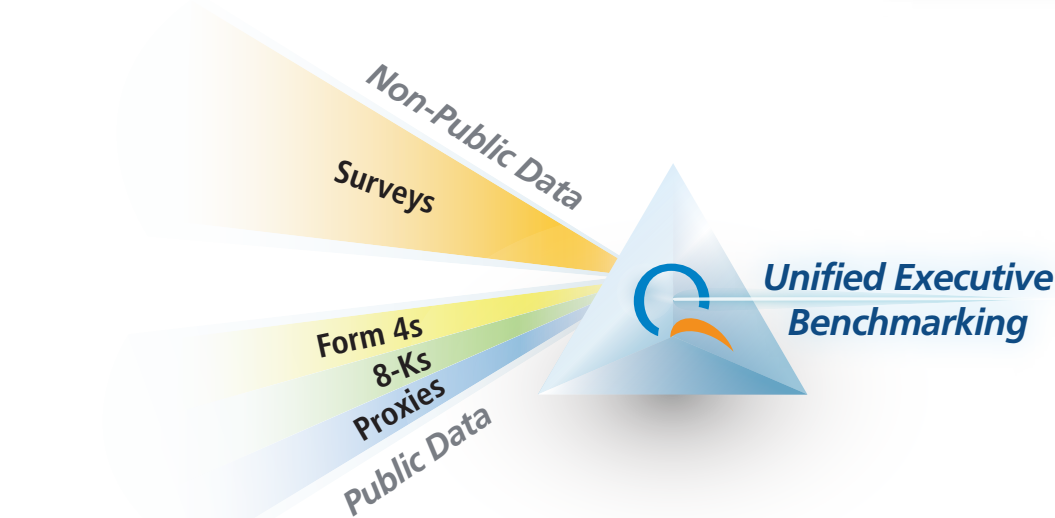 Non-Public Data
Surveys
Form 4s
8-Ks
Proxies
Public Data
Unified Executive
Benchmarking